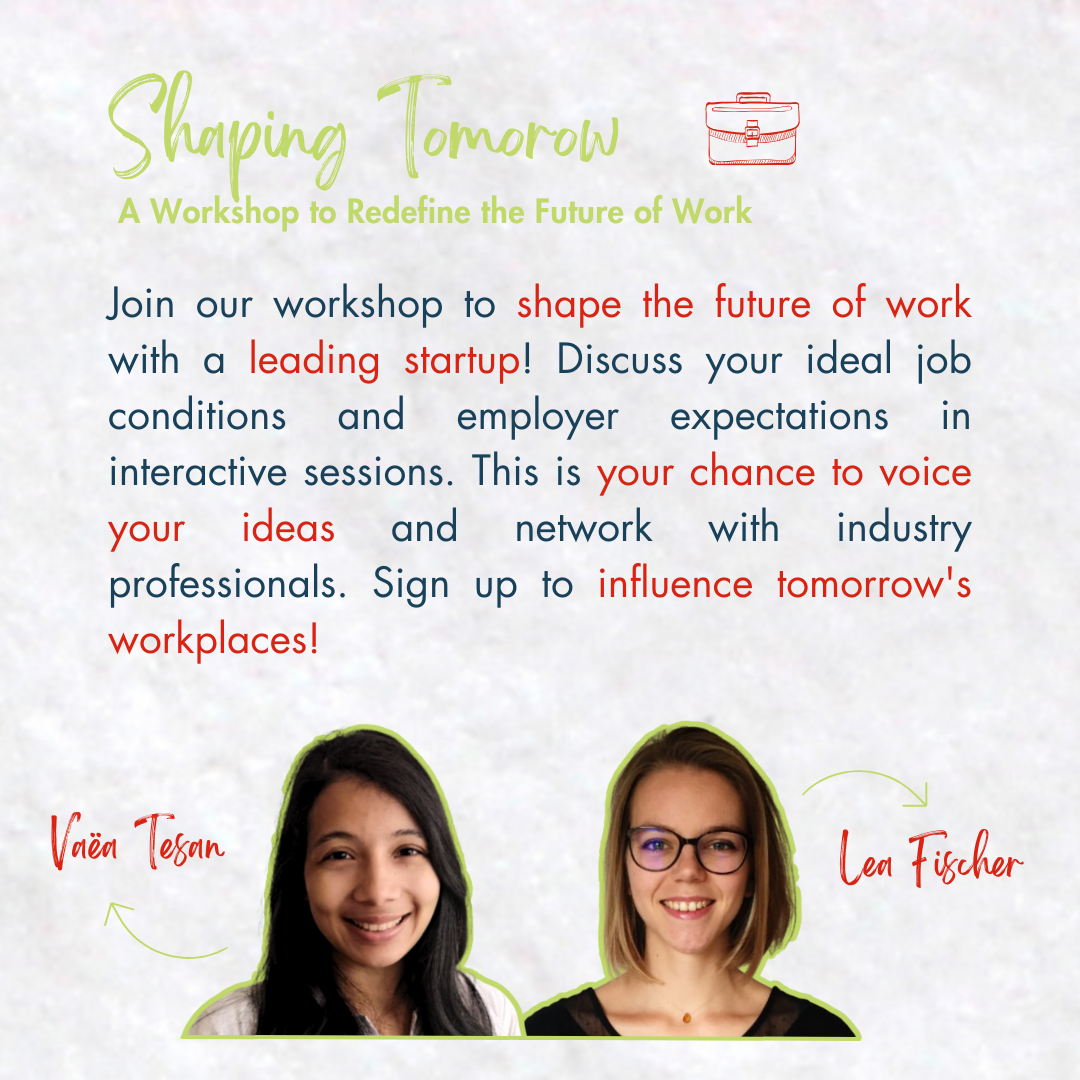 Shaping Tomorow
A Workshop to Redefine the Future of Work
Join our workshop to shape the future of work
with a leading startup! Discuss your ideal job
conditions and employer expectations in
interactive sessions. This is your chance to voice
your ideas and network with industry
professionals. Sign up to influence tomorrow's
workplaces!
Vaëa Tesan
Lea Fischer